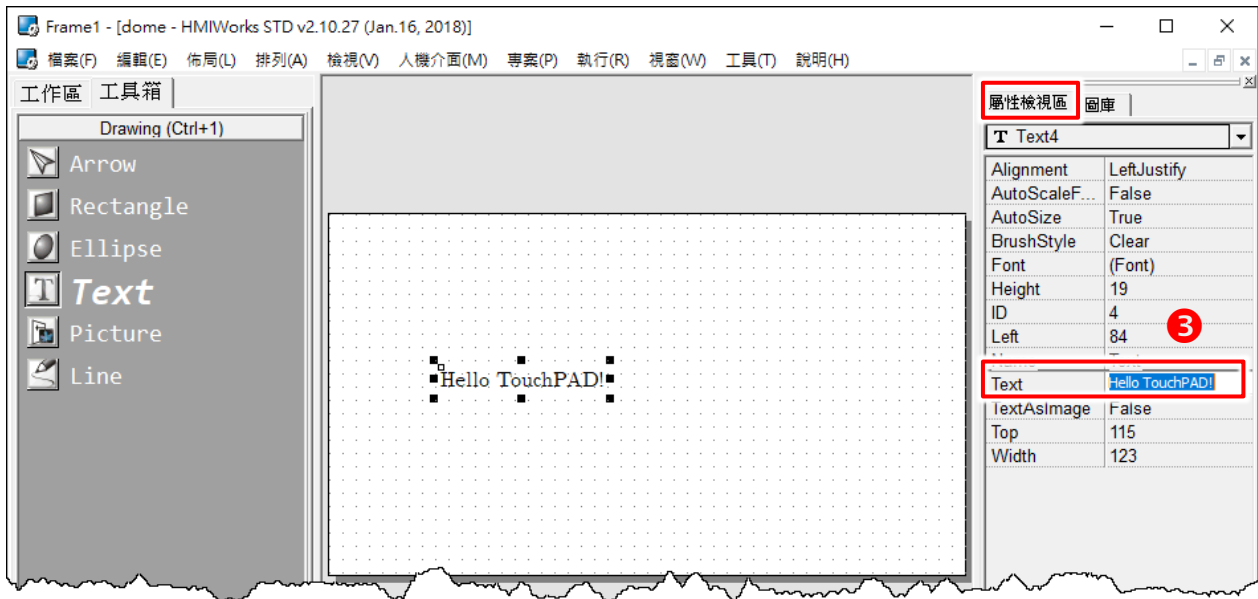 Frame1 - [dome - HMIWorks STD v2.10.27 (Jan.16, 2018)]
檔案(F) 編輯(E) 佈局(L) 排列(A) 檢視(V) 人機介面(M) 專案(P) 執行(R) 視窗(W) 工具(T) 說明(H)
工作區 工具箱
Drawing (Ctrl+1)
Arrow
Rectangle
Ellipse
Text
Picture
Line
Hello TouchPAD!
屬性檢視區 圖庫
T Text4
Alignment LeftJustify
AutoScaleF... False
AutoSize True
BrushStyle Clear
Font (Font)
Height 19
ID 4
Left 84
3
Text Hello TouchPAD!
TextAsImage False
Top 115
Width 123